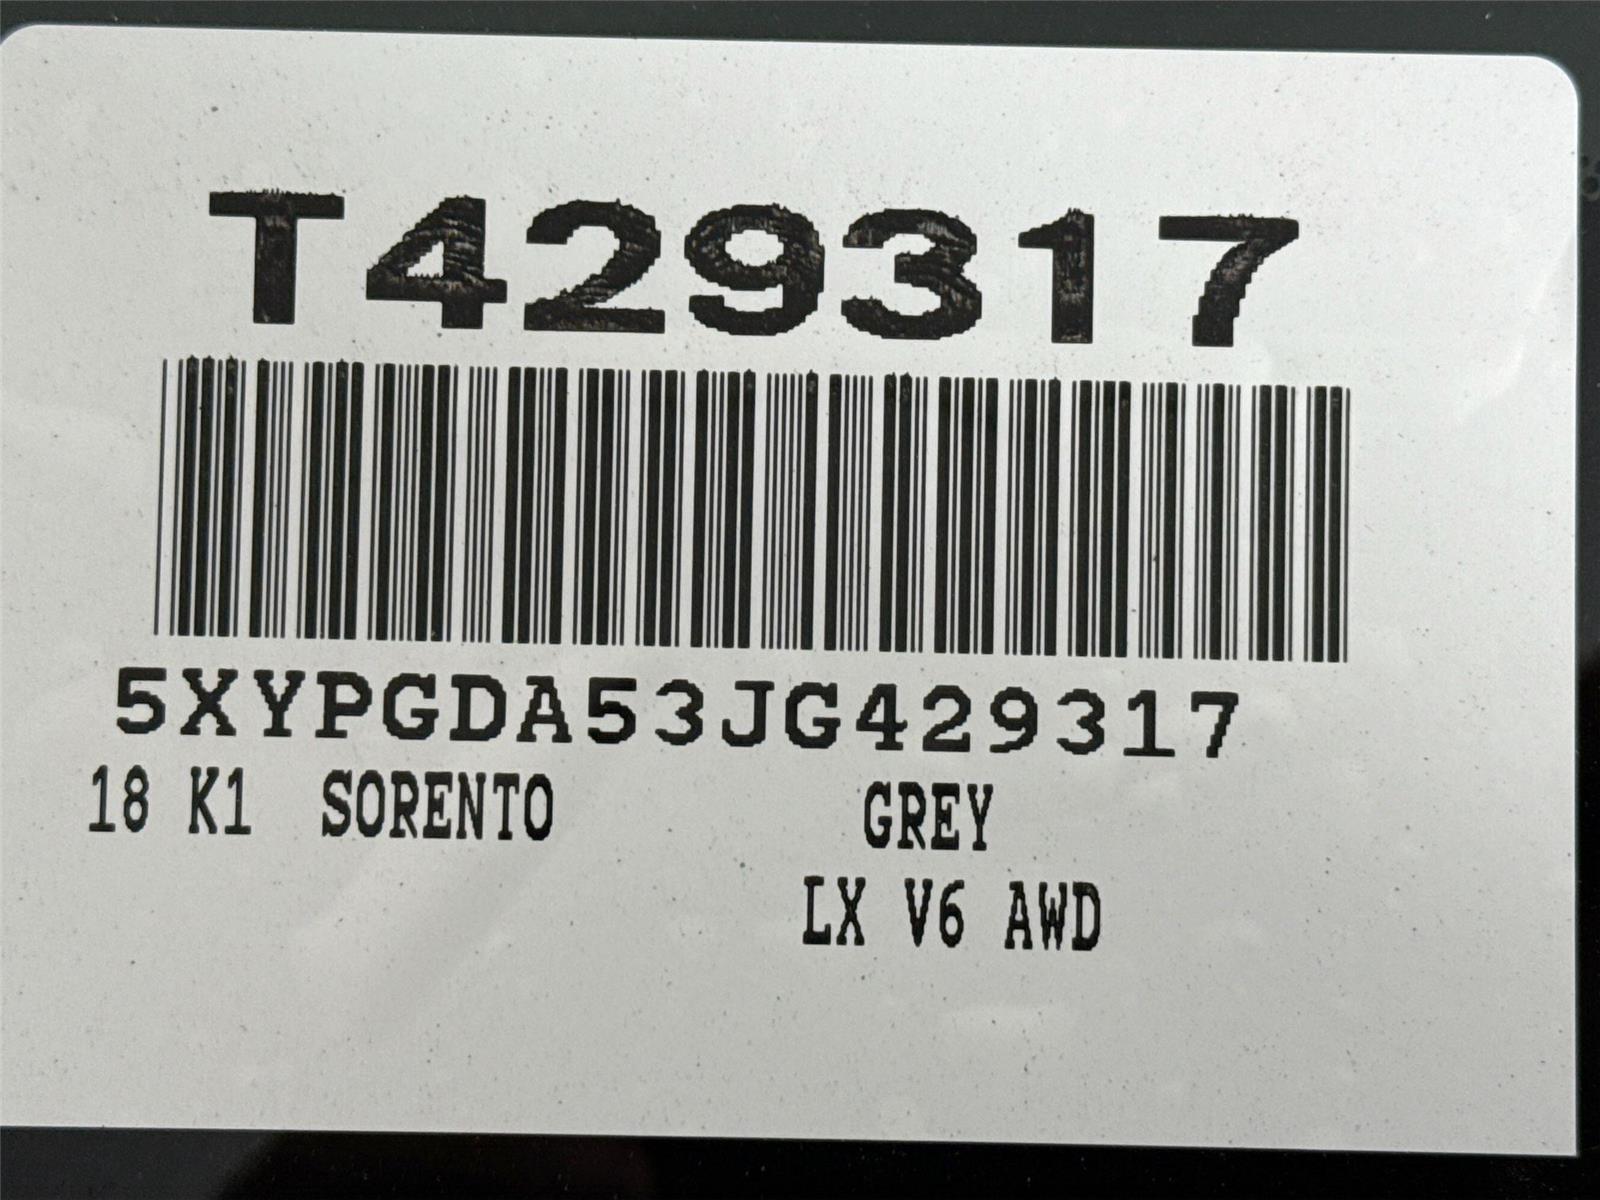 T429317
5XYPGDA53JG429317
18 K1 SORENTO GREY
LX V6 AWD